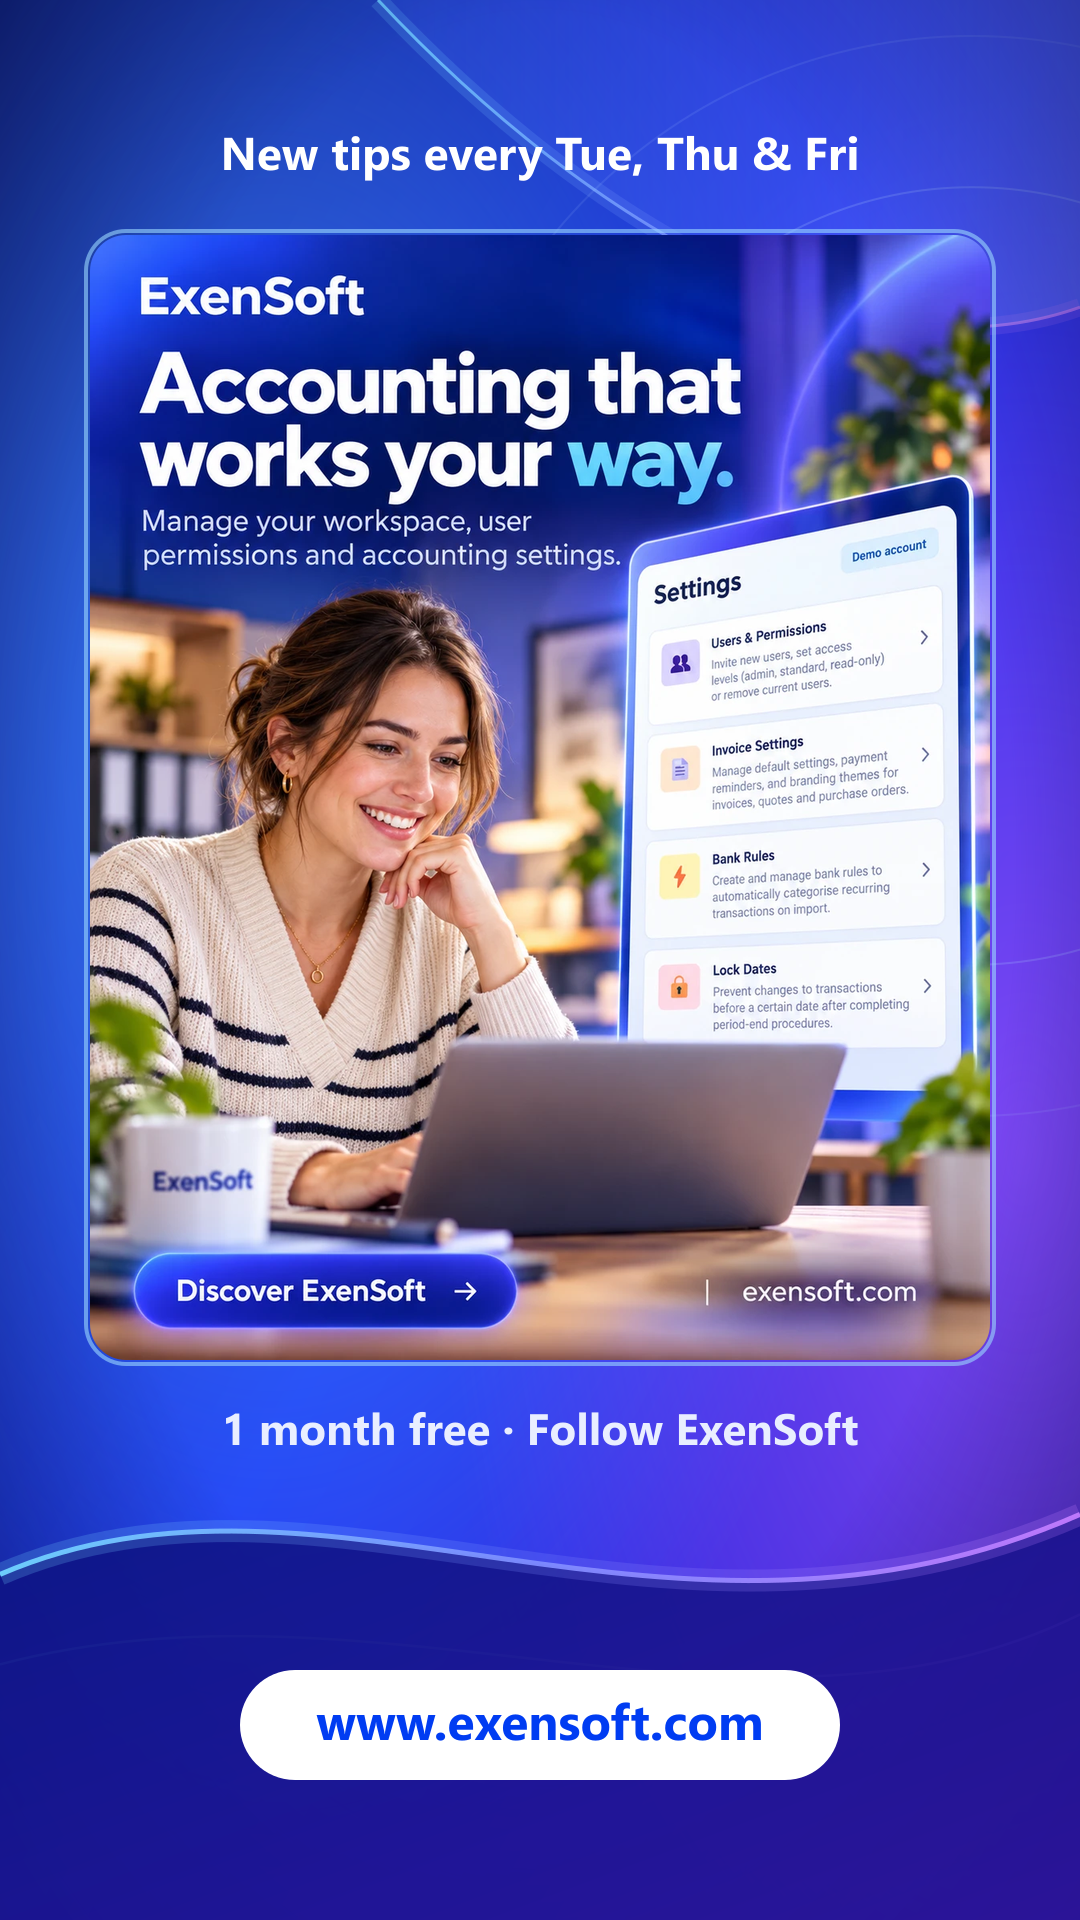 New tips every Tue, Thu & Fri
ExenSoft
Accounting that
works your way.
Manage your workspace, user
permissions and accounting settings.
Demo account
Settings
Users & Permissions
Invite new users, set access
levels (admin, standard, read-only)
or remove current users.
Invoice Settings
Manage default settings, payment
reminders, and branding themes for
invoices, quotes and purchase orders.
Bank Rules
Create and manage bank rules to
automatically categorise recurring
transactions on import.
Lock Dates
Prevent changes to transactions
before a certain date after completing
period-end procedures.
ExenSoft
Discover ExenSoft →
| exensoft.com
1 month free · Follow ExenSoft
www.exensoft.com